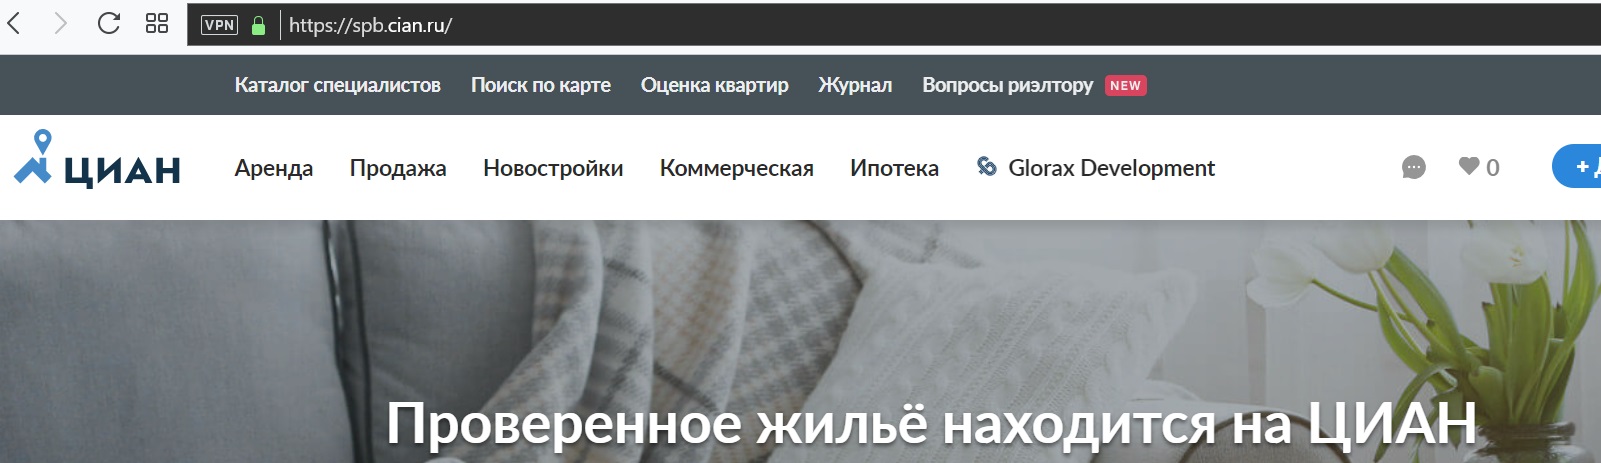 VPN https://spb.cian.ru/
Каталог специалистов Поиск по карте Оценка квартир Журнал Вопросы риэлтору NEW
ЦИАН Аренда Продажа Новостройки Коммерческая Ипотека Glorax Development 0 +
Проверенное жильё находится на ЦИАН